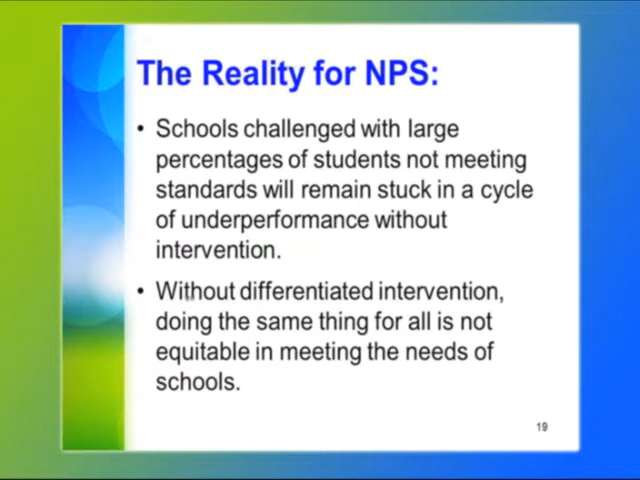 The Reality for NPS:
• Schools challenged with large
percentages of students not meeting
standards will remain stuck in a cycle
of underperformance without
intervention.
• Without differentiated intervention,
doing the same thing for all is not
equitable in meeting the needs of
schools.
19